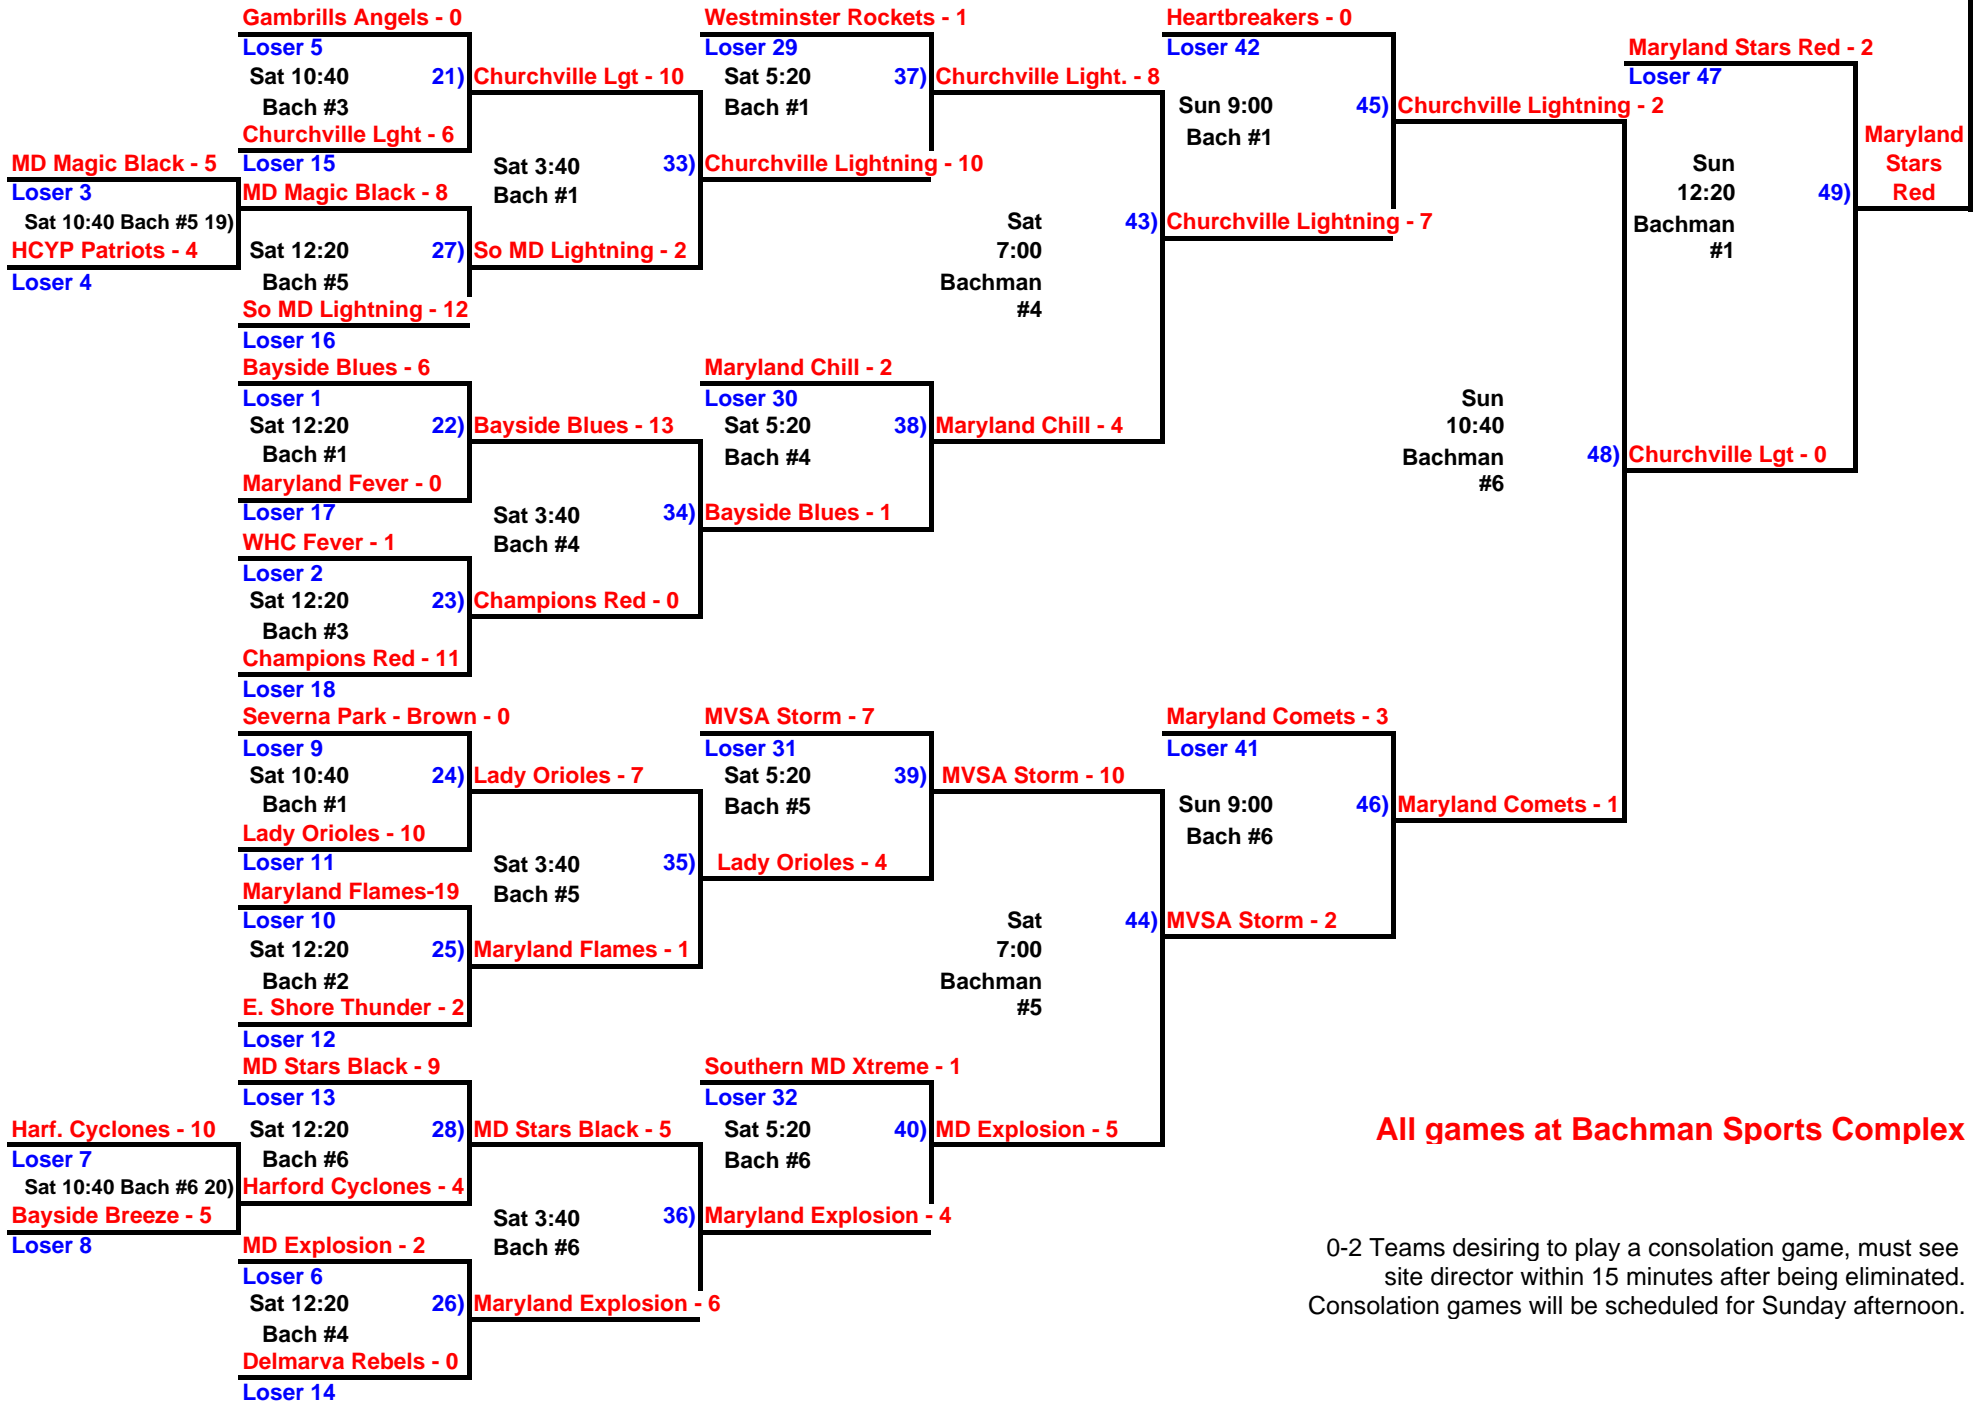 Gambrills Angels - 0
Westminster Rockets - 1
Heartbreakers - 0
Loser 5
Loser 29
Loser 42
Maryland Stars Red - 2
Sat 10:40
21) Churchville Lgt - 10
Sat 5:20
37) Churchville Light. - 8
Loser 47
Bach #3
Bach #1
Sun 9:00
45) Churchville Lightning - 2
Churchville Lght - 6
Bach #1
Maryland
MD Magic Black - 5
Loser 15
Sat 3:40
33) Churchville Lightning - 10
Sun
Stars
Loser 3
MD Magic Black - 8
Bach #1
12:20
49)
Red
Sat 10:40 Bach #5 19)
Sat
43) Churchville Lightning - 7
Bachman
HCYP Patriots - 4
Sat 12:20
27) So MD Lightning - 2
7:00
#1
Loser 4
Bach #5
Bachman
So MD Lightning - 12
#4
Loser 16
Bayside Blues - 6
Maryland Chill - 2
Loser 1
Loser 30
Sun
Sat 12:20
22) Bayside Blues - 13
Sat 5:20
38) Maryland Chill - 4
10:40
Bach #1
Bach #4
Bachman
48) Churchville Lgt - 0
Maryland Fever - 0
#6
Loser 17
Sat 3:40
34) Bayside Blues - 1
WHC Fever - 1
Bach #4
Loser 2
Sat 12:20
23) Champions Red - 0
Bach #3
Champions Red - 11
Loser 18
Severna Park - Brown - 0
MVSA Storm - 7
Maryland Comets - 3
Loser 9
Loser 31
Loser 41
Sat 10:40
24) Lady Orioles - 7
Sat 5:20
39) MVSA Storm - 10
Bach #1
Bach #5
Sun 9:00
46) Maryland Comets - 1
Lady Orioles - 10
Bach #6
Loser 11
Sat 3:40
35) Lady Orioles - 4
Maryland Flames-19
Bach #5
Loser 10
Sat
44) MVSA Storm - 2
Sat 12:20
25) Maryland Flames - 1
7:00
Bach #2
Bachman
E. Shore Thunder - 2
#5
Loser 12
MD Stars Black - 9
Southern MD Xtreme - 1
Loser 13
Loser 32
Harf. Cyclones - 10
Sat 12:20
28) MD Stars Black - 5
Sat 5:20
40) MD Explosion - 5
All games at Bachman Sports Complex
Loser 7
Bach #6
Bach #6
Sat 10:40 Bach #6 20)
Harford Cyclones - 4
Bayside Breeze - 5
Sat 3:40
36) Maryland Explosion - 4
Loser 8
MD Explosion - 2
Bach #6
0-2 Teams desiring to play a consolation game, must see
Loser 6
site director within 15 minutes after being eliminated.
Sat 12:20
26) Maryland Explosion - 6
Consolation games will be scheduled for Sunday afternoon.
Bach #4
Delmarva Rebels - 0
Loser 14